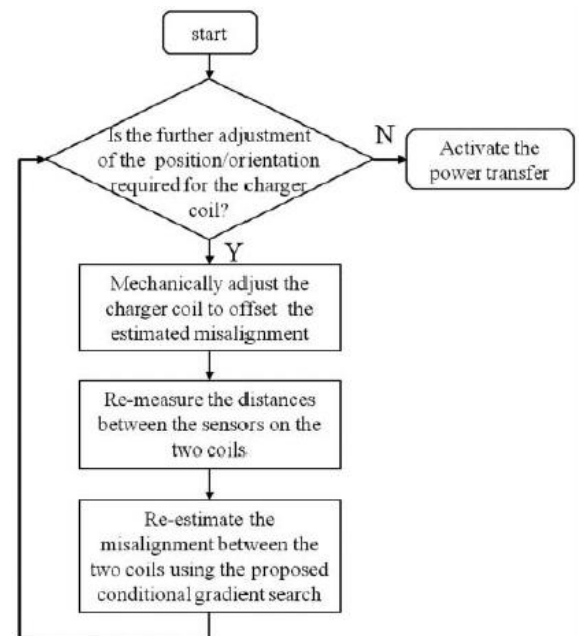 start
Is the further adjustment
of the position/orientation
required for the charger
coil?
N
Activate the
power transfer
Y
Mechanically adjust the
charger coil to offset the
estimated misalignment
Re-measure the distances
between the sensors on the
two coils
Re-estimate the
misalignment between the
two coils using the proposed
conditional gradient search